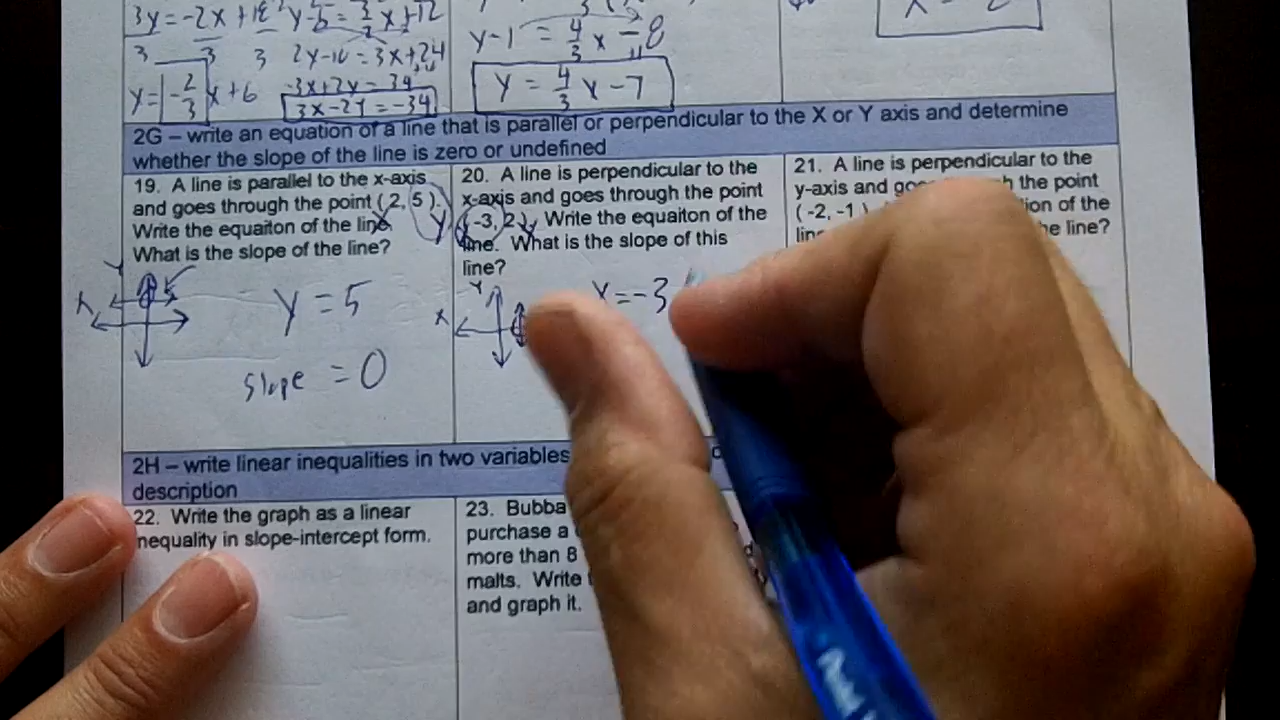 3y = -2x + 18
3 3 3
y = -2/3 x + 6
2y-10 = 3x+24
-3x+2y = 34
3x-2y = -34
y-1 = 4/3 x - 8
y = 4/3 x - 7
2G – write an equation of a line that is parallel or perpendicular to the X or Y axis and determine
whether the slope of the line is zero or undefined
19. A line is parallel to the x-axis
and goes through the point ( 2, 5 ).
Write the equaiton of the line.
What is the slope of the line?
y
x
5
y = 5
slope = 0
20. A line is perpendicular to the
x-axis and goes through the point
( -3, 2 ). Write the equaiton of the
line. What is the slope of this
line?
y
x
x = -3
21. A line is perpendicular to the
y-axis and goes the point
( -2, -1 ) of the
line?
2H – write linear inequalities in two variables
description
22. Write the graph as a linear
inequality in slope-intercept form.
23. Bubba
purchase a
more than 8
malts. Write
and graph it.